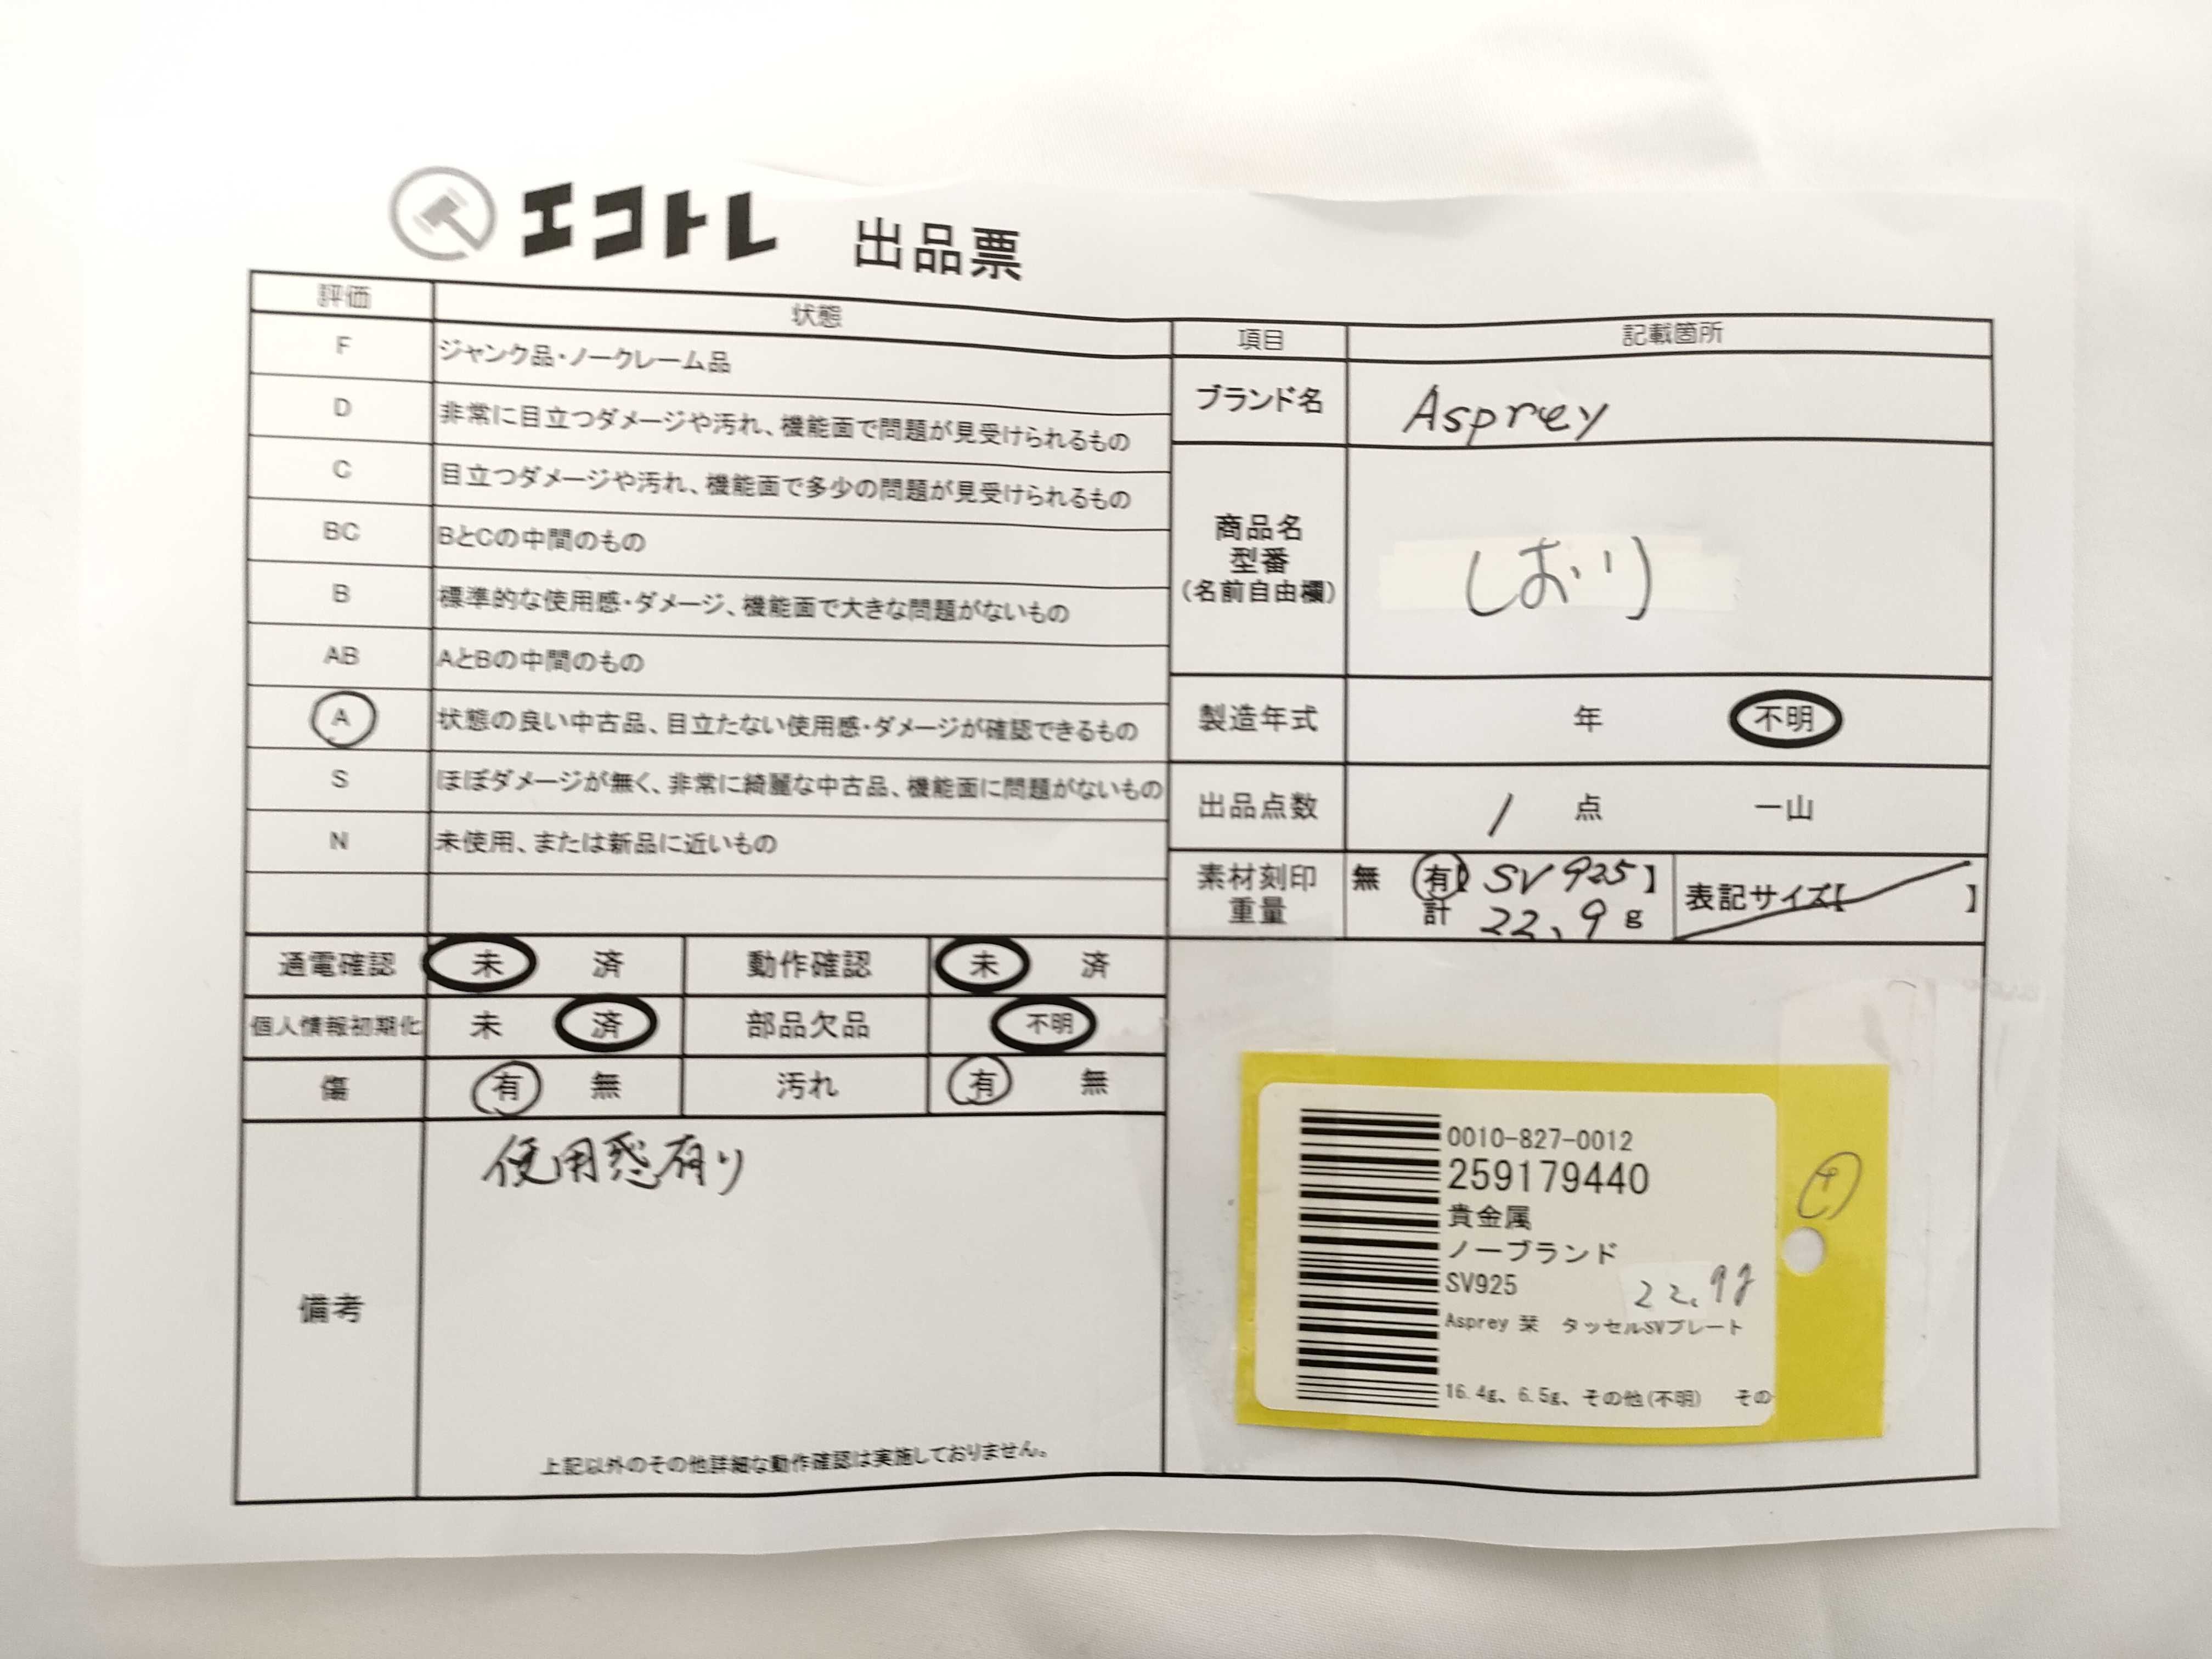 エコトレ 出品票
評価 状態
F ジャンク品・ノークレーム品
D 非常に目立つダメージや汚れ、機能面で問題が見受けられるもの
C 目立つダメージや汚れ、機能面で多少の問題が見受けられるもの
BC BとCの中間のもの
B 標準的な使用感・ダメージ、機能面で大きな問題がないもの
AB AとBの中間のもの
A 状態の良い中古品、目立たない使用感・ダメージが確認できるもの
S ほぼダメージが無く、非常に綺麗な中古品、機能面に問題がないもの
N 未使用、または新品に近いもの
通電確認 未 済 動作確認 未 済
個人情報初期化 未 済 部品欠品 不明
傷 有 無 汚れ 有 無
備考
使用感有り
上記以外のその他詳細な動作確認は実施しておりません。
項目 記載箇所
ブランド名 Asprey
商品名
型番
(名前自由欄)
しおり
製造年式 年 不明
出品点数 1 点 一山
素材刻印
重量
無 有【SV925】
計 22.9 g
表記サイズ【 】
0010-827-0012
259179440
貴金属
ノーブランド
SV925
22.9g
Asprey 栞 タッセルSVプレート
16.4g、6.5g、その他(不明) その